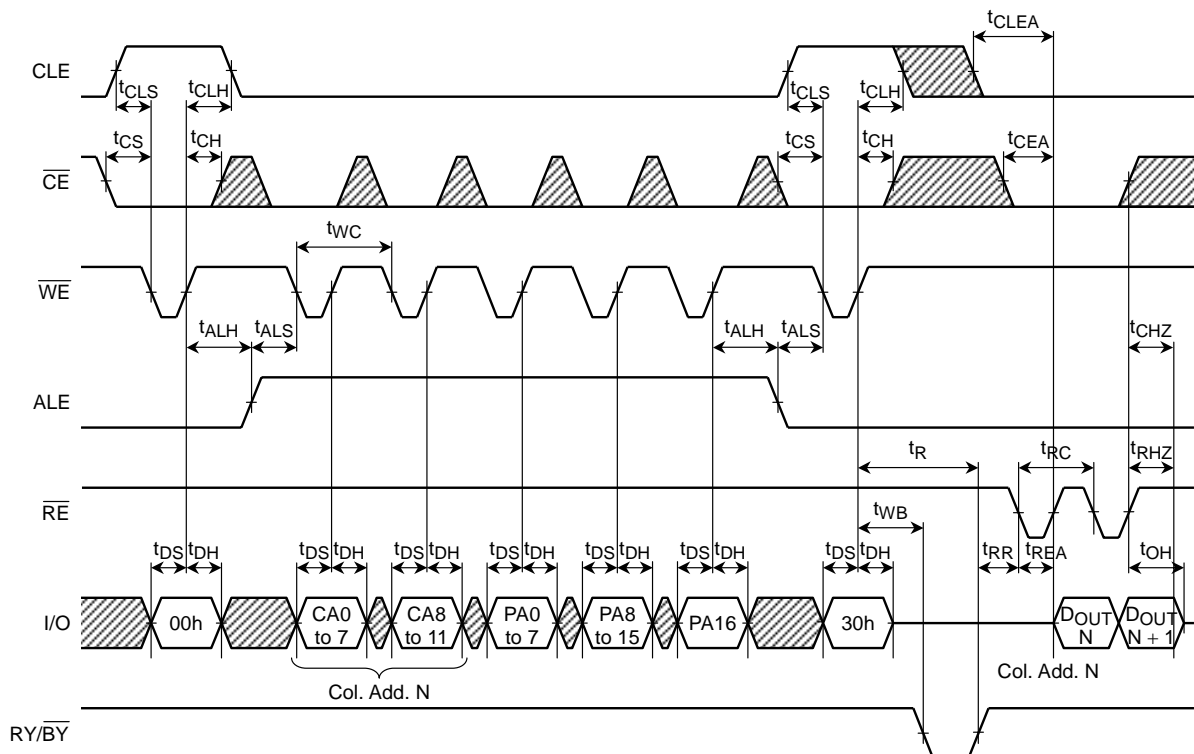 tCLEA
CLE
tCLS tCLH tCLS tCLH
tCS tCH tCS tCH tCEA
CE
tWC
WE
tALH tALS tALH tALS tCHZ
ALE
tR tRC tRHZ
RE
tWB
tDS tDH tDS tDH tDS tDH tDS tDH tDS tDH tDS tDH tDS tDH tRR tREA tOH
I/O 00h CA0 to 7 CA8 to 11 PA0 to 7 PA8 to 15 PA16 30h DOUT N DOUT N + 1
Col. Add. N Col. Add. N
RY/BY